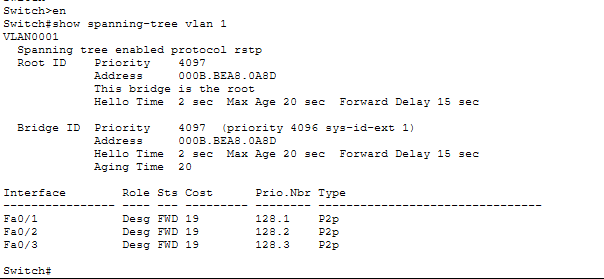 Switch>en
Switch#show spanning-tree vlan 1
VLAN0001
  Spanning tree enabled protocol rstp
  Root ID    Priority    4097
             Address     000B.BEA8.0A8D
             This bridge is the root
             Hello Time  2 sec  Max Age 20 sec  Forward Delay 15 sec
  Bridge ID  Priority    4097  (priority 4096 sys-id-ext 1)
             Address     000B.BEA8.0A8D
             Hello Time  2 sec  Max Age 20 sec  Forward Delay 15 sec
             Aging Time  20
Interface        Role Sts Cost      Prio.Nbr Type
---------------- ---- --- --------- -------- --------------------------------
Fa0/1            Desg FWD 19        128.1    P2p
Fa0/2            Desg FWD 19        128.2    P2p
Fa0/3            Desg FWD 19        128.3    P2p
Switch#